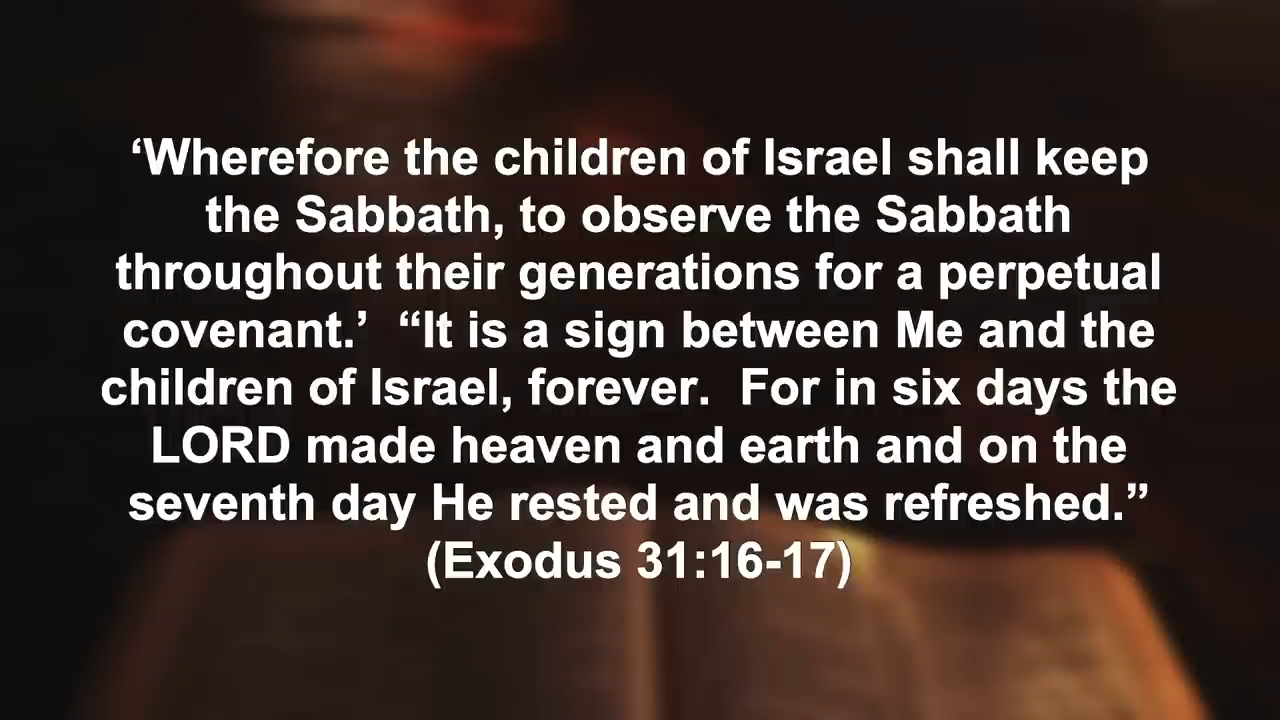 ‘Wherefore the children of Israel shall keep
the Sabbath, to observe the Sabbath
throughout their generations for a perpetual
covenant.’  “It is a sign between Me and the
children of Israel, forever.  For in six days the
LORD made heaven and earth and on the
seventh day He rested and was refreshed.”
(Exodus 31:16-17)